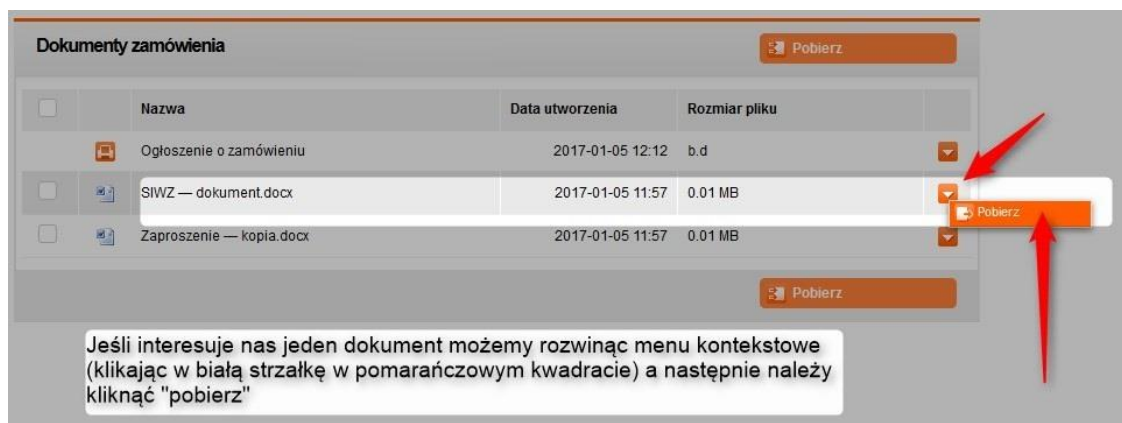 Dokumenty zamówienia
Pobierz
Nazwa Data utworzenia Rozmiar pliku
Ogłoszenie o zamówieniu 2017-01-05 12:12 b.d
SIWZ — dokument.docx 2017-01-05 11:57 0.01 MB
Pobierz
Zaproszenie — kopia.docx 2017-01-05 11:57 0.01 MB
Pobierz
Jeśli interesuje nas jeden dokument możemy rozwinąc menu kontekstowe
(klikając w białą strzałkę w pomarańczowym kwadracie) a następnie należy
kliknąć "pobierz"